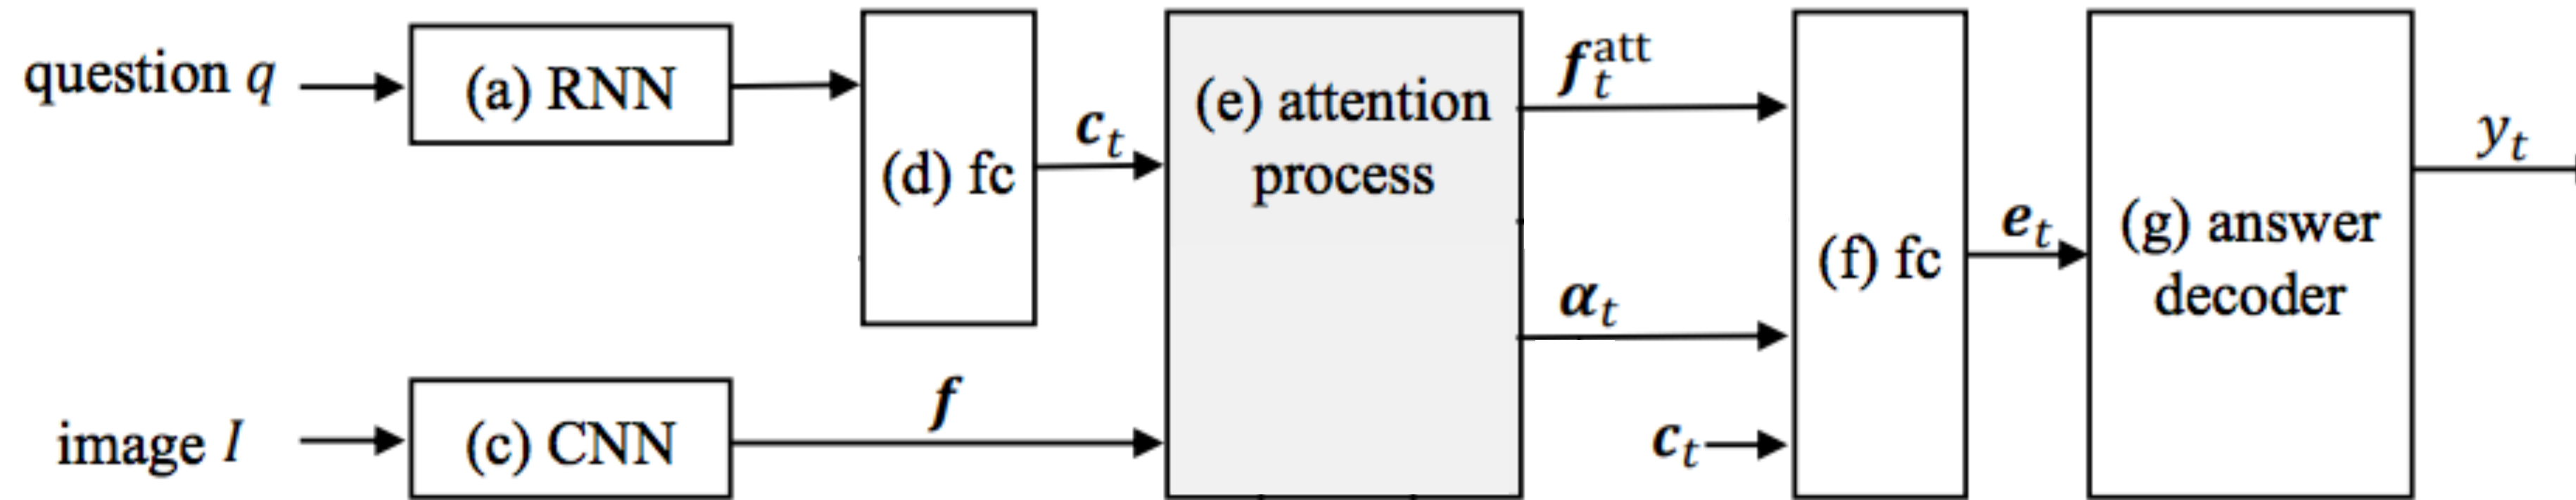 question q
(a) RNN
(d) fc
c_t
(e) attention
process
f_t^att
α_t
c_t
(f) fc
e_t
(g) answer
decoder
y_t
image I
(c) CNN
f